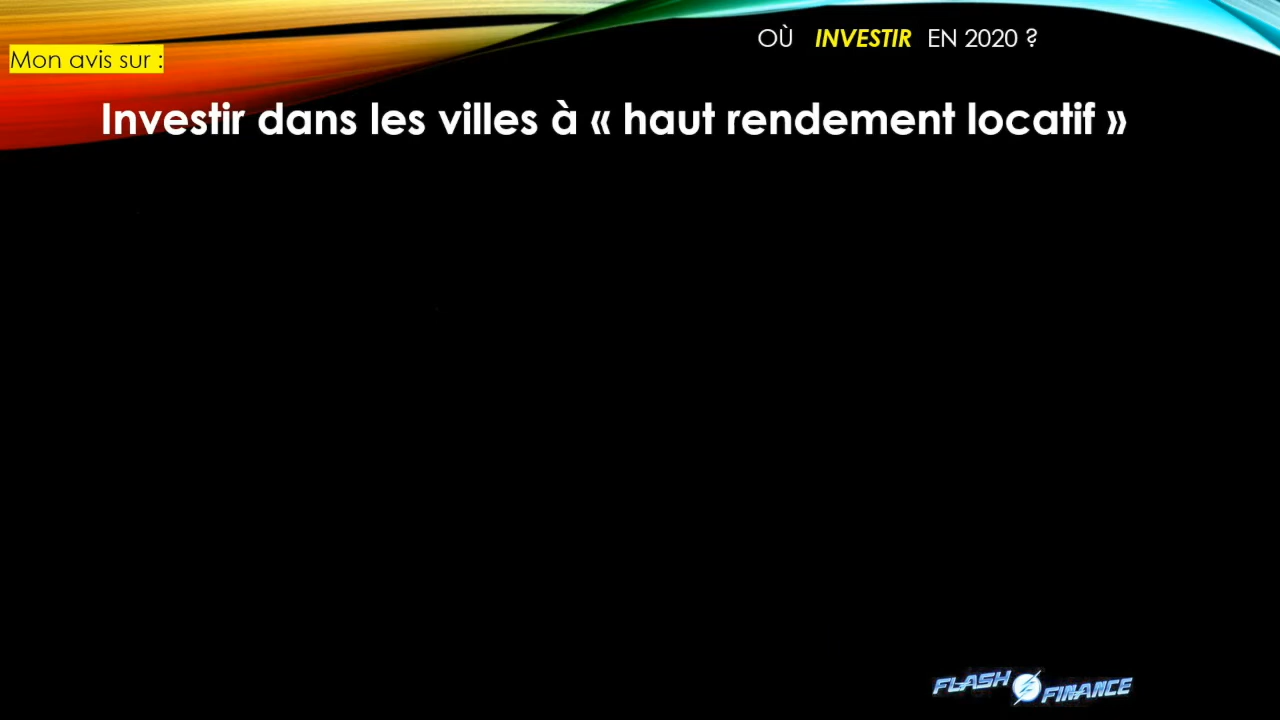 OÙ INVESTIR EN 2020 ?
Mon avis sur :
Investir dans les villes à « haut rendement locatif »
FLASH FINANCE